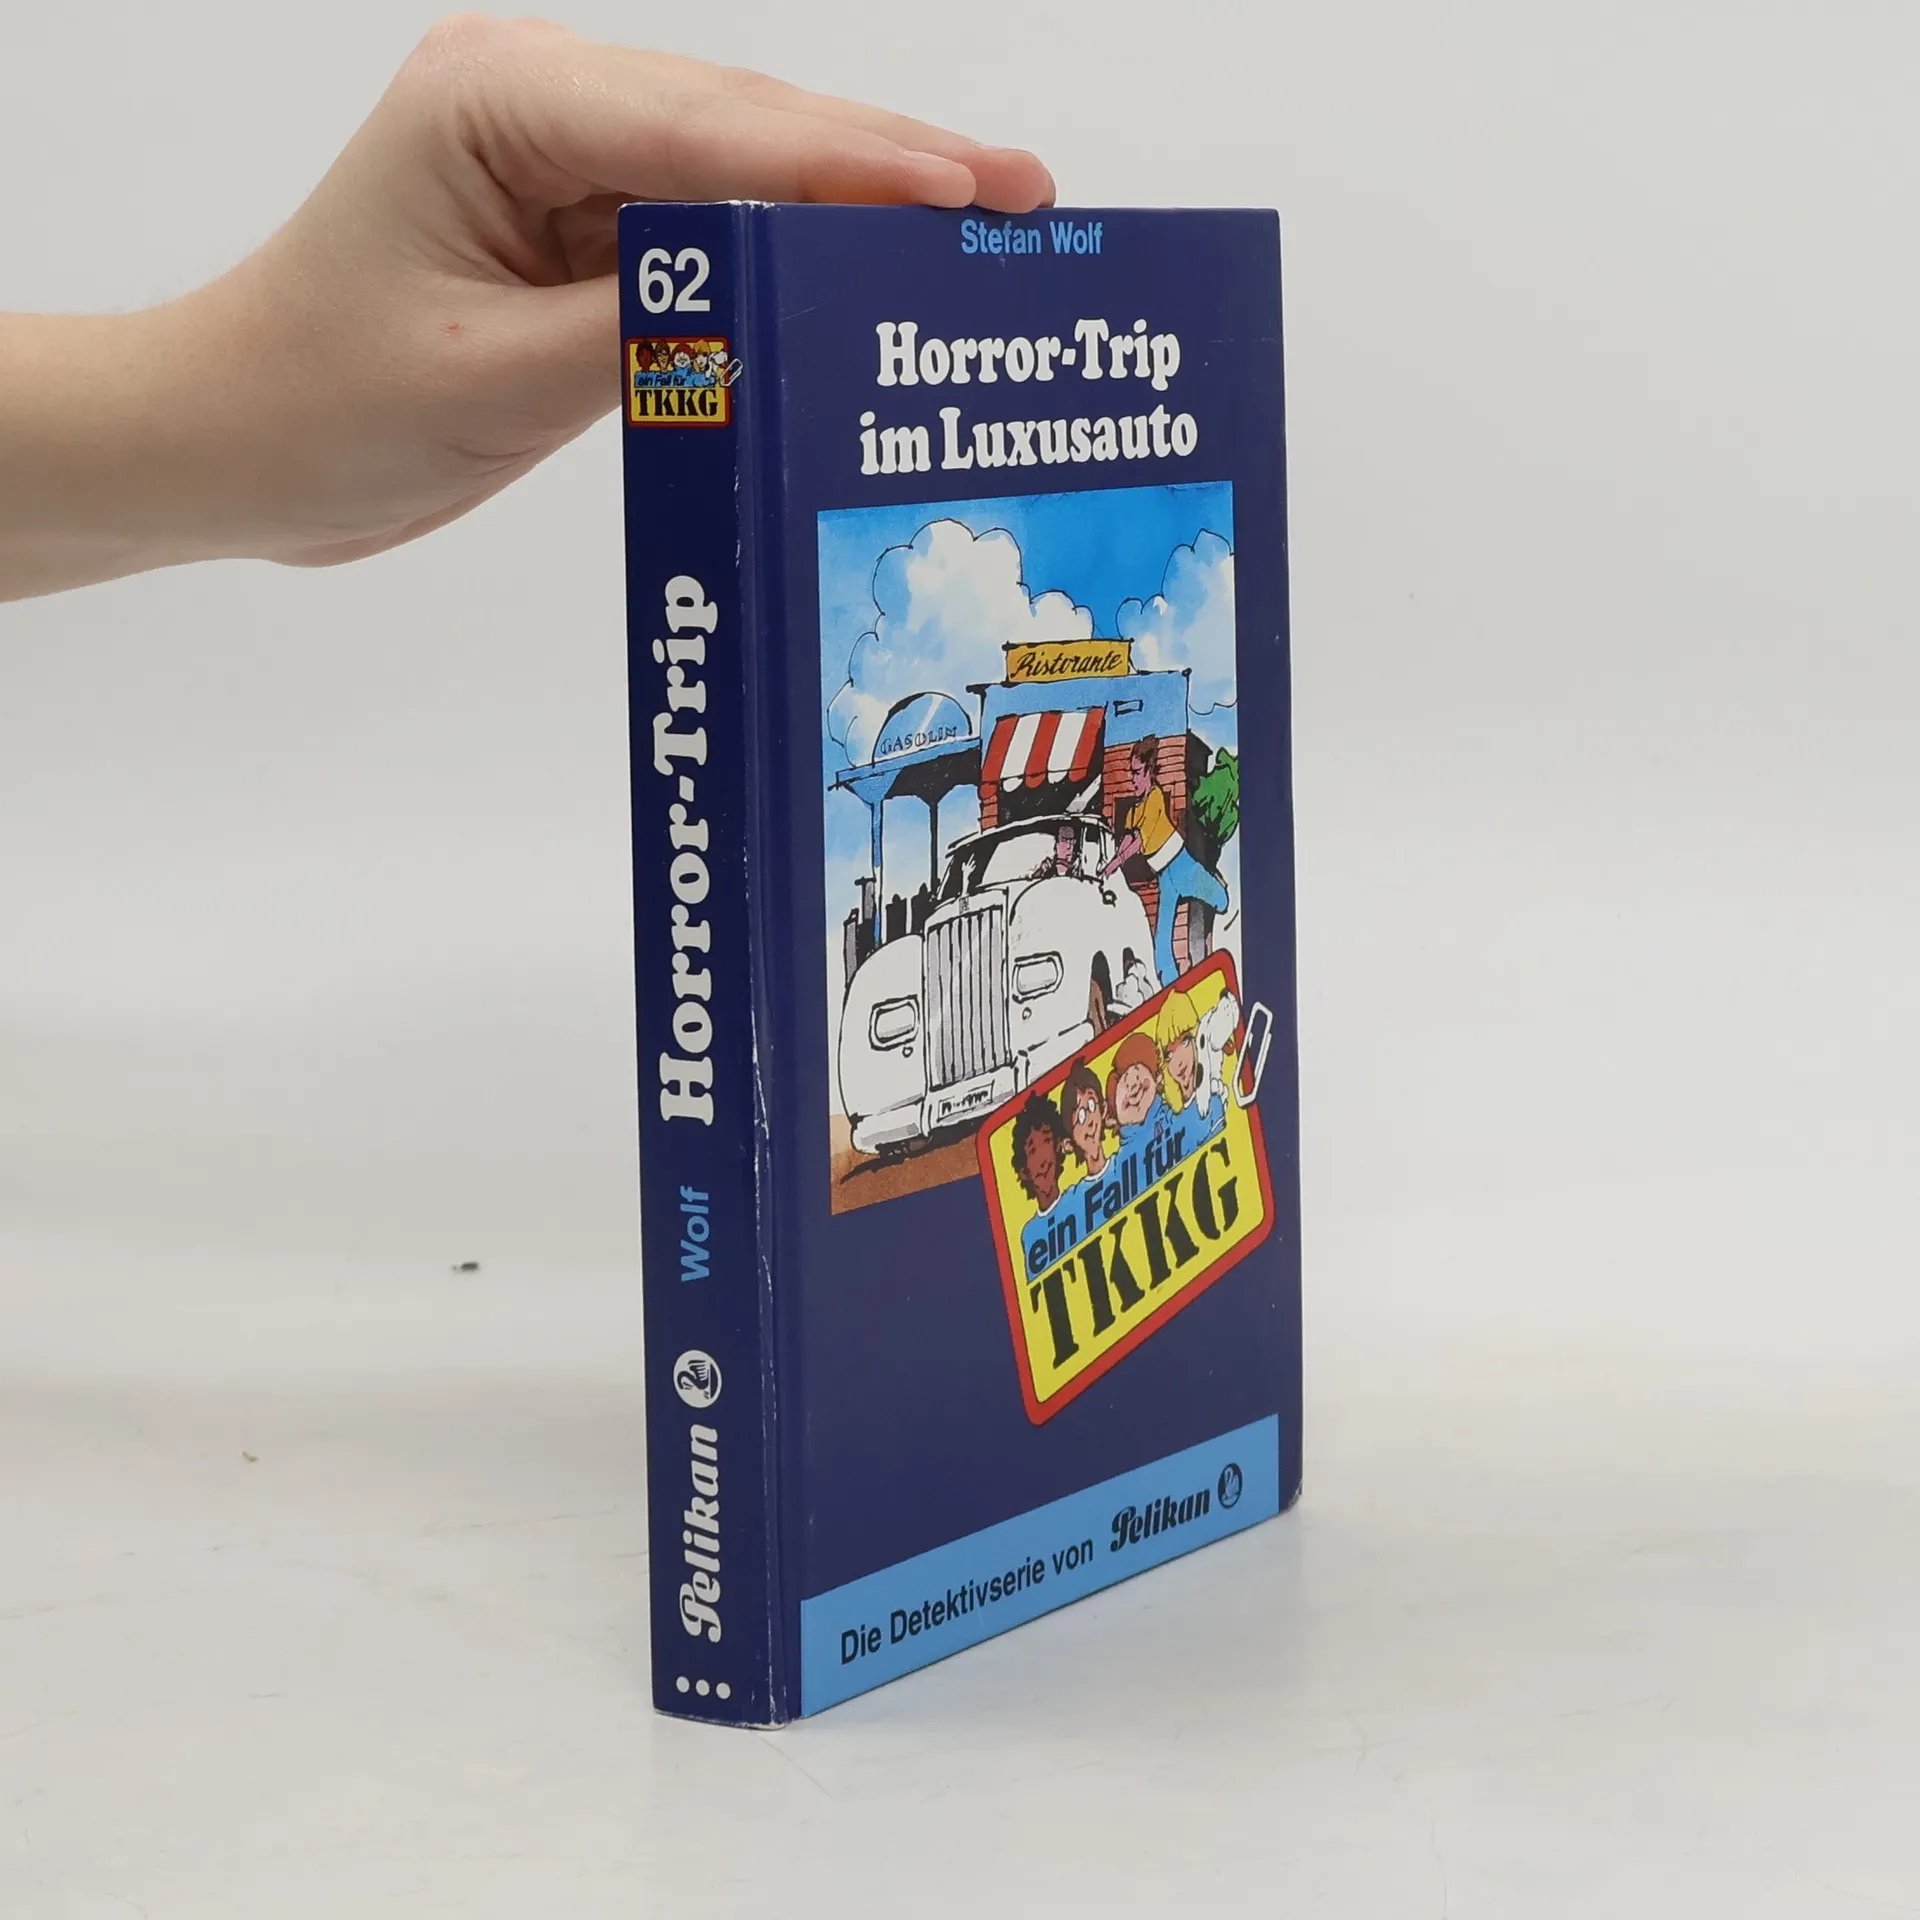 62
ein Fall für
TKKG
Horror-Trip
Wolf
Pelikan
Stefan Wolf
Horror-Trip
im Luxusauto
Ristorante
GASOLIN
ein Fall für
TKKG
Die Detektivserie von Pelikan